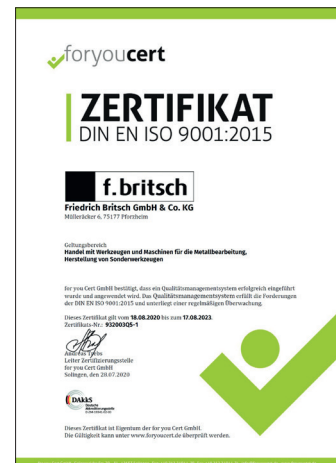 foryoucert
ZERTIFIKAT
DIN EN ISO 9001:2015
f.britsch
Friedrich Britsch GmbH & Co. KG
Mülleräcker 6, 75177 Pforzheim
Geltungsbereich
Handel mit Werkzeugen und Maschinen für die Metallbearbeitung,
Herstellung von Sonderwerkzeugen
for you Cert GmbH bestätigt, dass ein Qualitätsmanagementsystem erfolgreich eingeführt
wurde und angewendet wird. Das Qualitätsmanagementsystem erfüllt die Forderungen
der DIN EN ISO 9001:2015 und unterliegt einer regelmäßigen Überwachung.
Dieses Zertifikat gilt vom 18.08.2020 bis zum 17.08.2023.
Zertifikats-Nr.: 932003QS-1
Andreas
Leiter Zertifizierungsstelle
for you Cert GmbH
Solingen, den 28.07.2020
DAkkS
Deutsche
Akkreditierungsstelle
Dieses Zertifikat ist Eigentum der for you Cert GmbH.
Die Gültigkeit kann unter www.foryoucert.de überprüft werden.